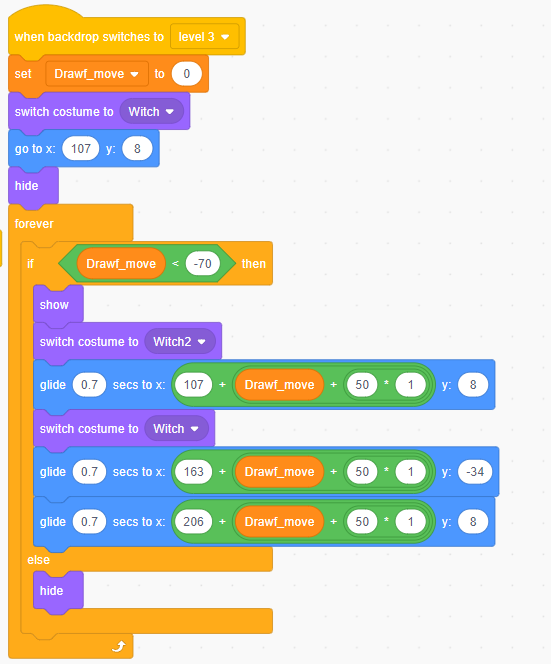 when backdrop switches to level 3
set Drawf_move to 0
switch costume to Witch
go to x: 107 y: 8
hide
forever
if Drawf_move < -70 then
show
switch costume to Witch2
glide 0.7 secs to x: 107 + Drawf_move + 50 * 1 y: 8
switch costume to Witch
glide 0.7 secs to x: 163 + Drawf_move + 50 * 1 y: -34
glide 0.7 secs to x: 206 + Drawf_move + 50 * 1 y: 8
else
hide